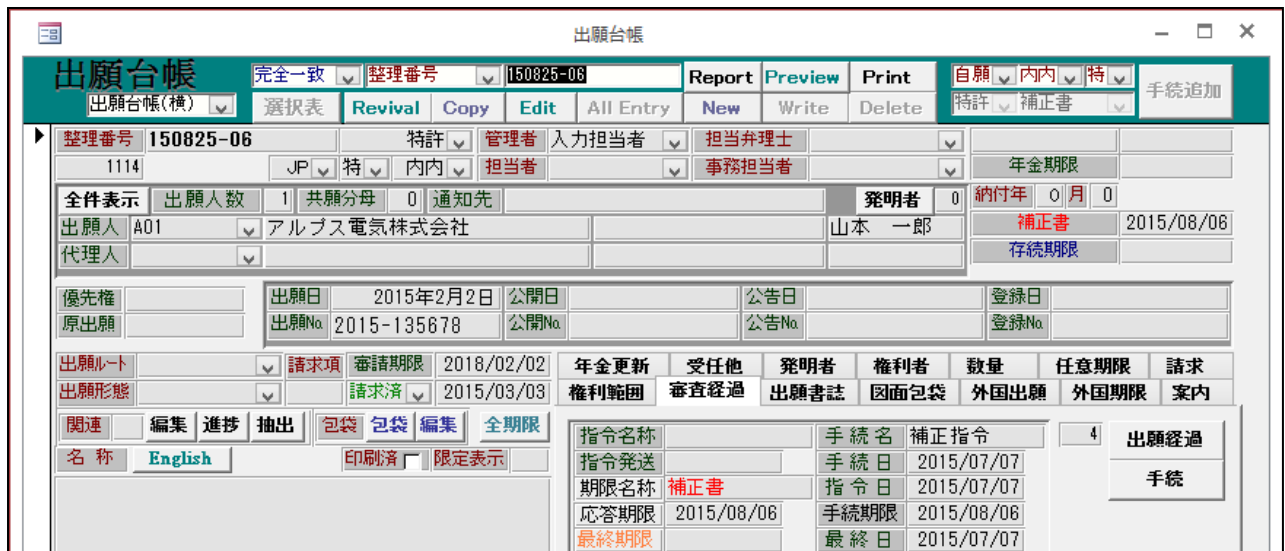 出願台帳
出願台帳 完全一致 整理番号 150825-06 Report Preview Print 自願 内内 特 手続追加
出願台帳(横) 選択表 Revival Copy Edit All Entry New Write Delete 特許 補正書
整理番号 150825-06 特許 管理者 入力担当者 担当弁理士
1114 JP 特 内内 担当者 事務担当者 年金期限
全件表示 出願人数 1 共願分母 0 通知先 発明者 0 納付年 0 月 0
出願人 A01 アルプス電気株式会社 山本 一郎 補正書 2015/08/06
代理人 存続期限
優先権 出願日 2015年2月2日 公開日 公告日 登録日
原出願 出願No. 2015-135678 公開No. 公告No. 登録No.
出願ルート 請求項 審請期限 2018/02/02 年金更新 受任他 発明者 権利者 数量 任意期限 請求
出願形態 請求済 2015/03/03 権利範囲 審査経過 出願書誌 図面包袋 外国出願 外国期限 案内
関連 編集 進捗 抽出 包袋 包袋 編集 全期限 指令名称 手続名 補正指令 4 出願経過
名 称 English 印刷済 限定表示 指令発送 手続日 2015/07/07
期限名称 補正書 指令日 2015/07/07 手続
応答期限 2015/08/06 手続期限 2015/08/06
最終期限 最終日 2015/07/07